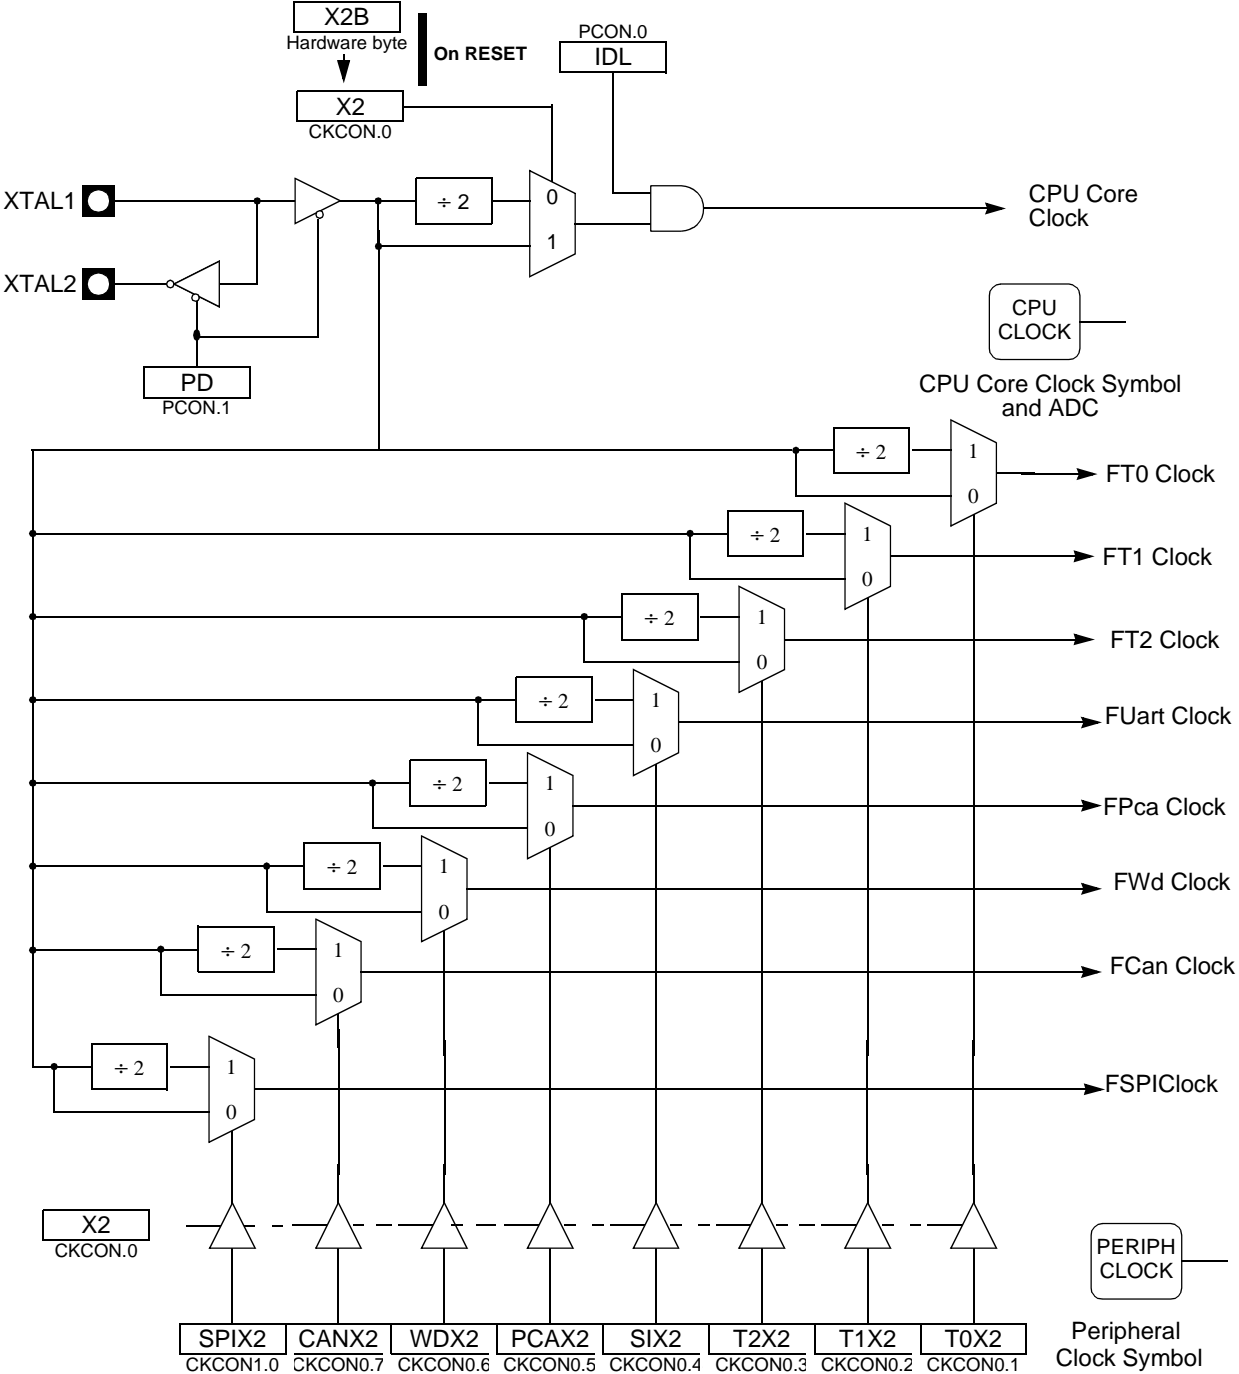 X2B
Hardware byte
On RESET
PCON.0
IDL
X2
CKCON.0
XTAL1
÷ 2
0
1
CPU Core
Clock
XTAL2
PD
PCON.1
CPU
CLOCK
CPU Core Clock Symbol
and ADC
÷ 2
1
0
FT0 Clock
÷ 2
1
0
FT1 Clock
÷ 2
1
0
FT2 Clock
÷ 2
1
0
FUart Clock
÷ 2
1
0
FPca Clock
÷ 2
1
0
FWd Clock
÷ 2
1
0
FCan Clock
÷ 2
1
0
FSPIClock
X2
CKCON.0
PERIPH
CLOCK
SPIX2
CKCON1.0
CANX2
CKCON0.7
WDX2
CKCON0.6
PCAX2
CKCON0.5
SIX2
CKCON0.4
T2X2
CKCON0.3
T1X2
CKCON0.2
T0X2
CKCON0.1
Peripheral
Clock Symbol